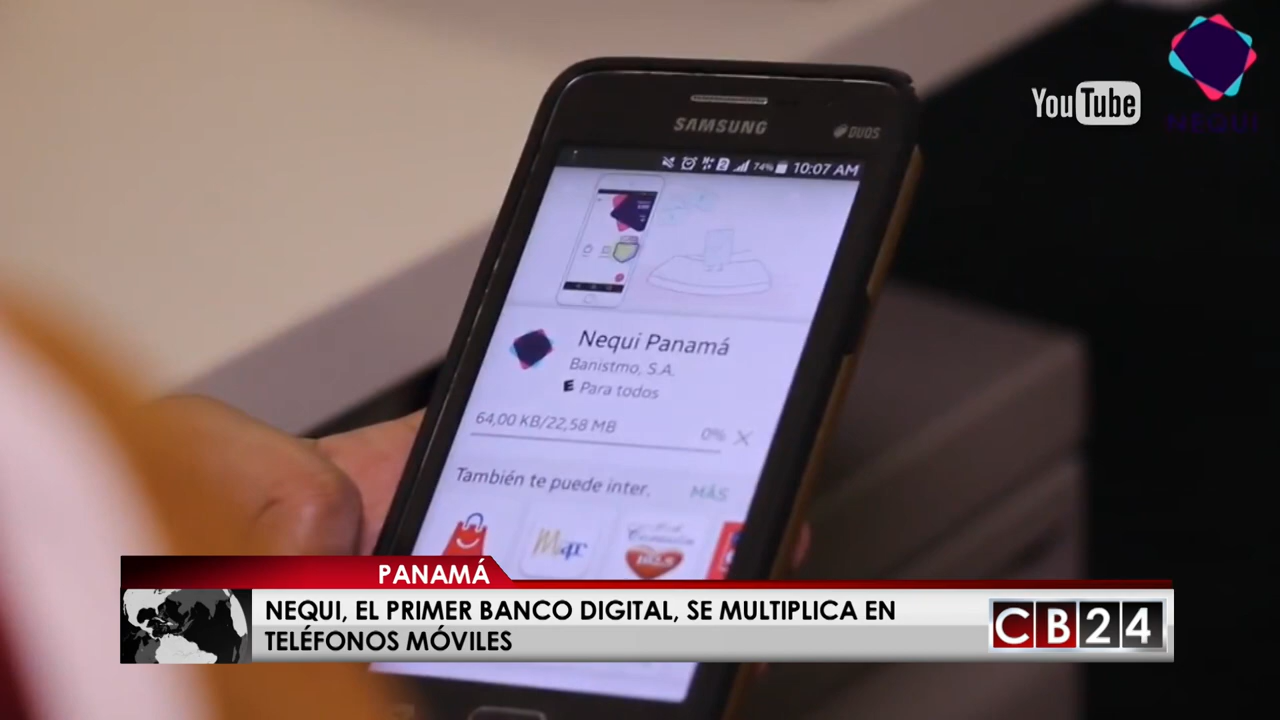 YouTube
NEQUI
SAMSUNG
DUOS
74% 10:07 AM
Nequi Panamá
Banistmo, S.A.
E Para todos
64,00 KB/22,58 MB
0%
También te puede inter.
MÁS
PANAMÁ
NEQUI, EL PRIMER BANCO DIGITAL, SE MULTIPLICA EN
TELÉFONOS MÓVILES
CB24